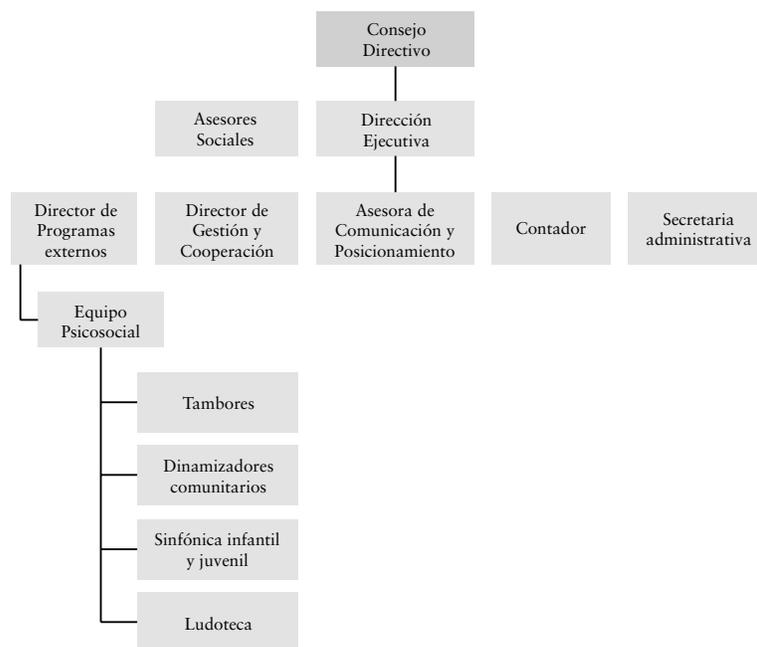 Consejo
Directivo
Asesores
Sociales
Dirección
Ejecutiva
Director de
Programas
externos
Director de
Gestión y
Cooperación
Asesora de
Comunicación y
Posicionamiento
Contador
Secretaria
administrativa
Equipo
Psicosocial
Tambores
Dinamizadores
comunitarios
Sinfónica infantil
y juvenil
Ludoteca